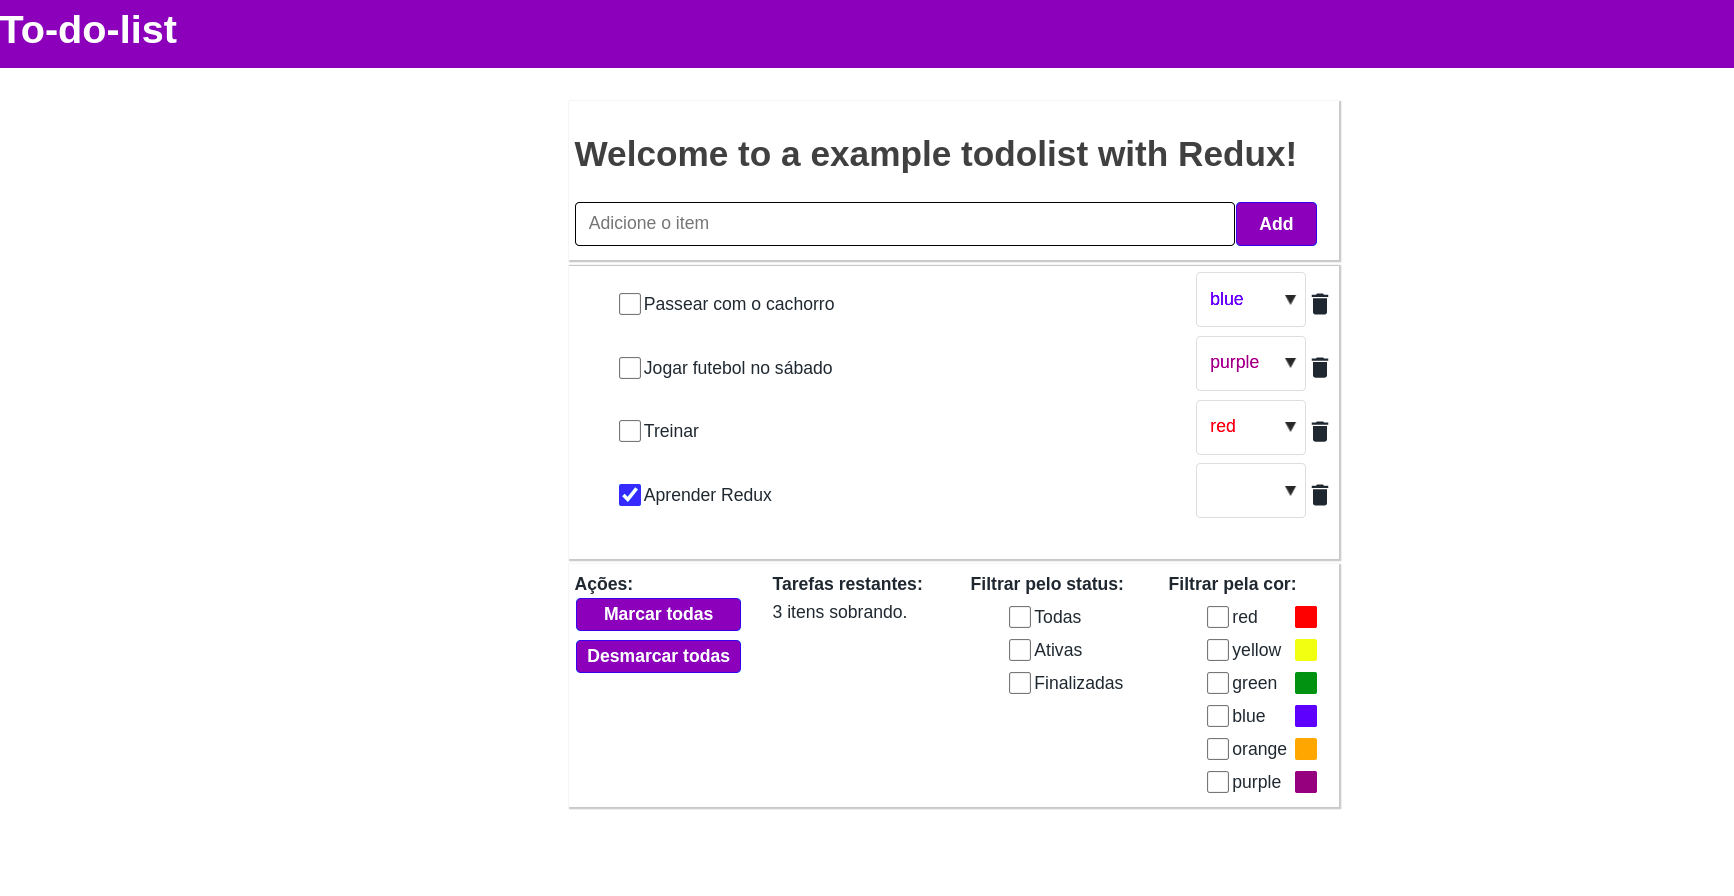 To-do-list
Welcome to a example todolist with Redux!
Adicione o item
Add
Passear com o cachorro
blue
Jogar futebol no sábado
purple
Treinar
red
Aprender Redux
Ações:
Marcar todas
Desmarcar todas
Tarefas restantes:
3 itens sobrando.
Filtrar pelo status:
Todas
Ativas
Finalizadas
Filtrar pela cor:
red
yellow
green
blue
orange
purple